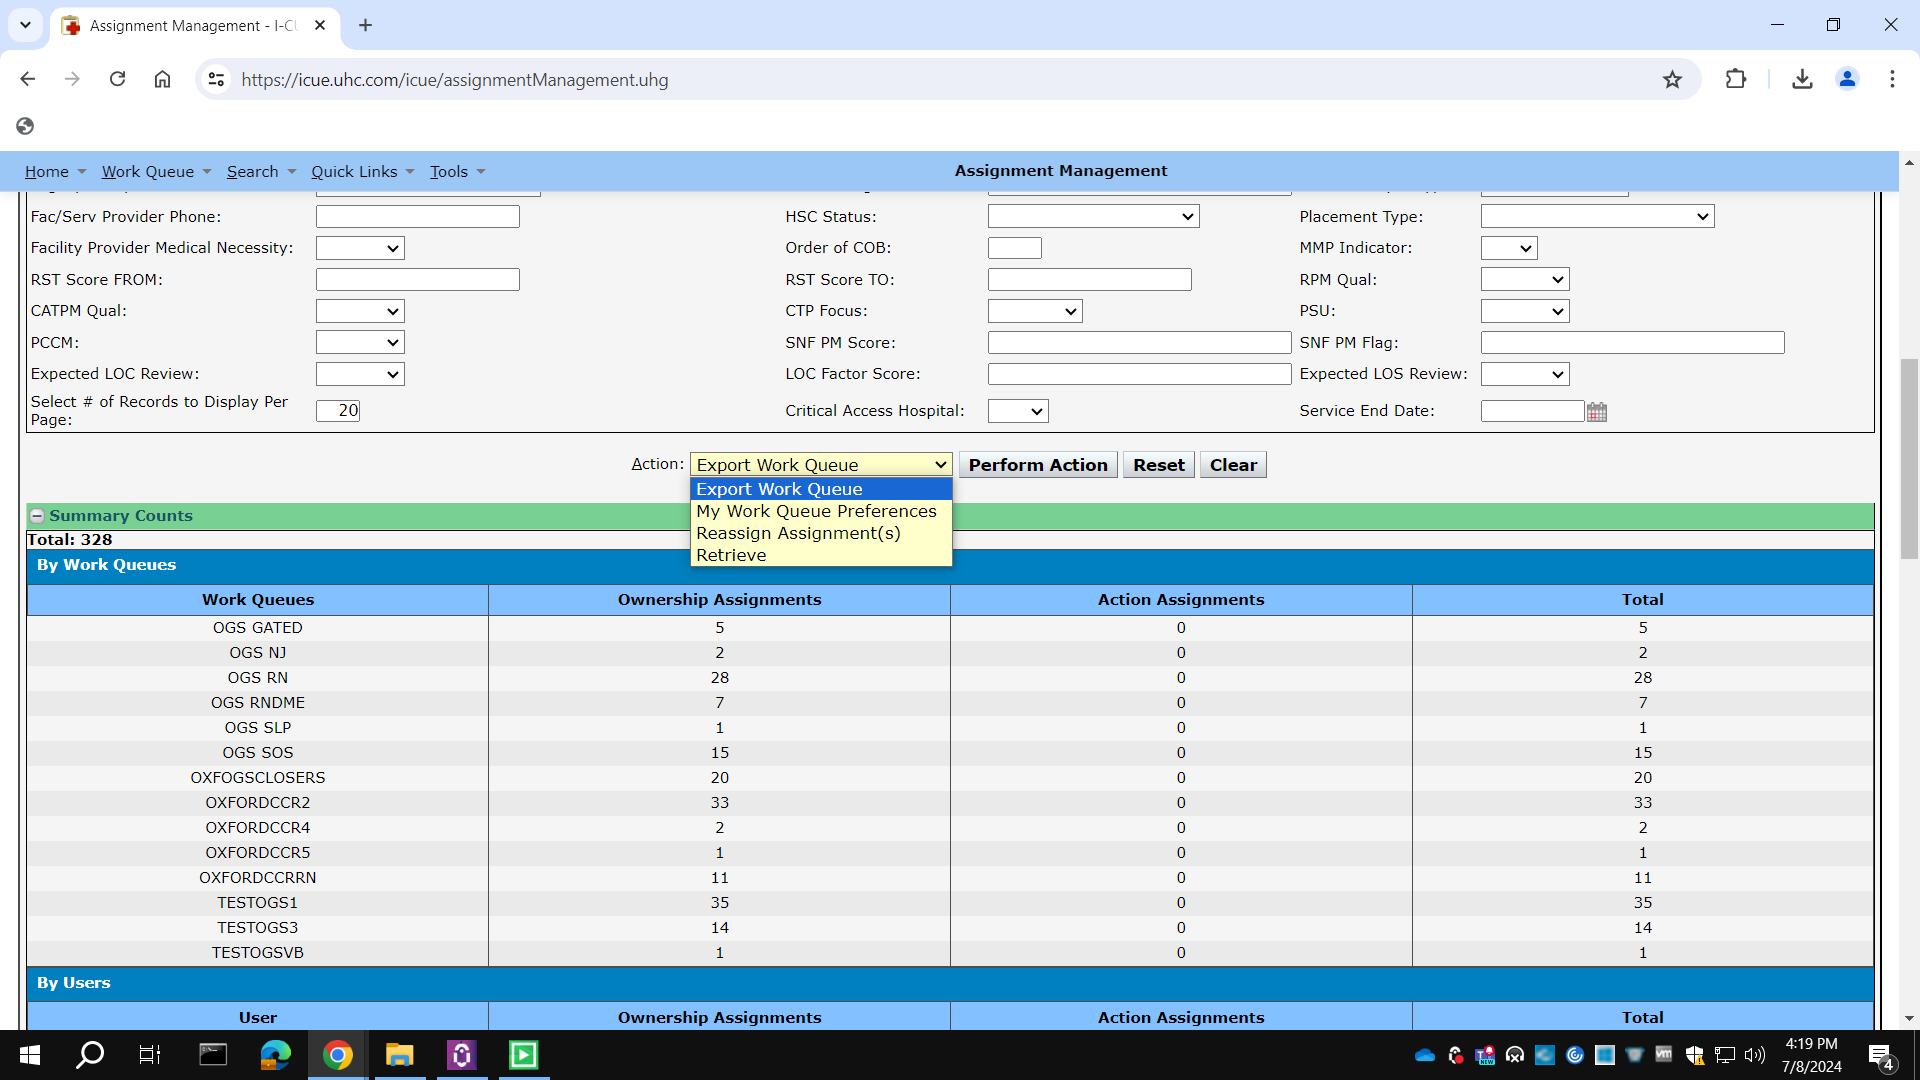 Assignment Management - I-CU
https://icue.uhc.com/icue/assignmentManagement.uhg
Home Work Queue Search Quick Links Tools Assignment Management
Fac/Serv Provider Phone: HSC Status: Placement Type:
Facility Provider Medical Necessity: Order of COB: MMP Indicator:
RST Score FROM: RST Score TO: RPM Qual:
CATPM Qual: CTP Focus: PSU:
PCCM: SNF PM Score: SNF PM Flag:
Expected LOC Review: LOC Factor Score: Expected LOS Review:
Select # of Records to Display Per
Page: 20 Critical Access Hospital: Service End Date:
Action: Export Work Queue Perform Action Reset Clear
Export Work Queue
My Work Queue Preferences
Reassign Assignment(s)
Retrieve
Summary Counts
Total: 328
By Work Queues
Work Queues Ownership Assignments Action Assignments Total
OGS GATED 5 0 5
OGS NJ 2 0 2
OGS RN 28 0 28
OGS RNDME 7 0 7
OGS SLP 1 0 1
OGS SOS 15 0 15
OXFOGSCLOSERS 20 0 20
OXFORDCCR2 33 0 33
OXFORDCCR4 2 0 2
OXFORDCCR5 1 0 1
OXFORDCCRRN 11 0 11
TESTOGS1 35 0 35
TESTOGS3 14 0 14
TESTOGSVB 1 0 1
By Users
User Ownership Assignments Action Assignments Total
4:19 PM
7/8/2024
4